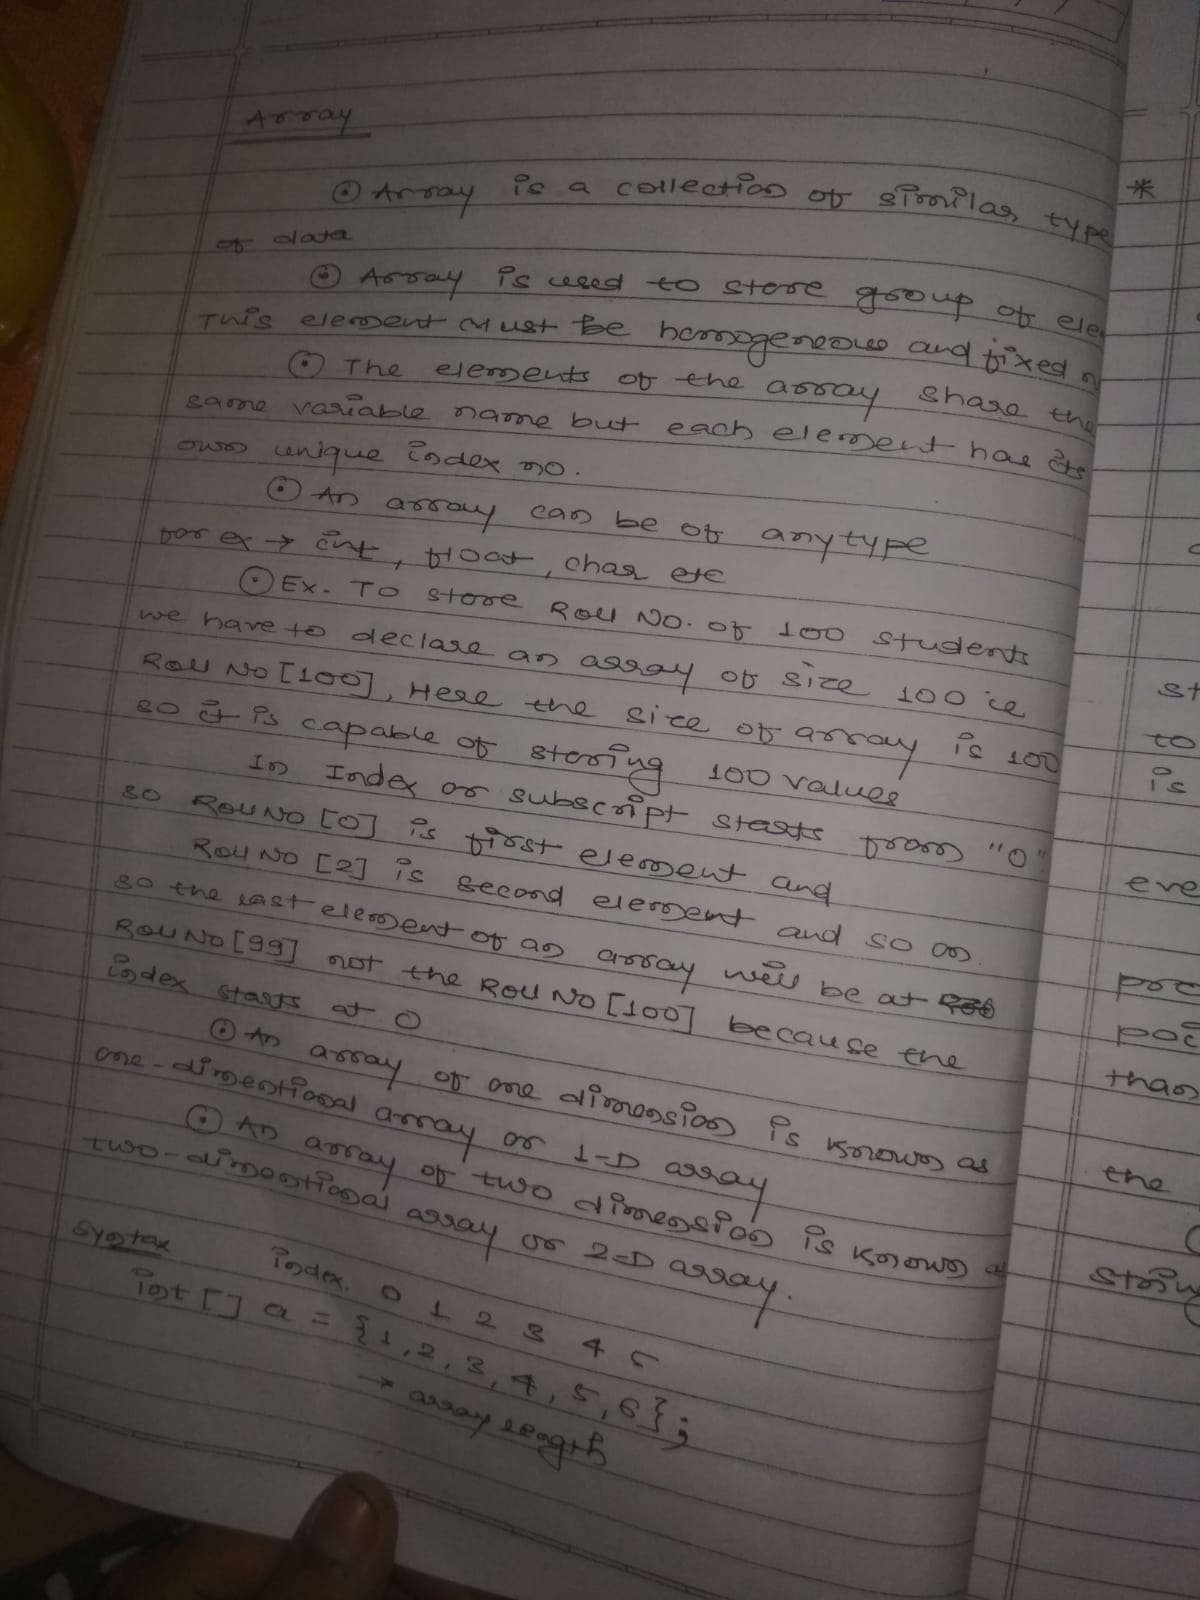 Array
⊙ Array is a collection of similar type
of data
⊙ Array is used to store group of ele
This element Must be homogeneous and fixed
⊙ The elements of the array share the
same variable name but each element has its
own unique index no.
⊙ An array can be of any type
for ex → int, float, char etc
⊙ Ex. To store Roll No. of 100 students
we have to declare an array of size 100 ie
Roll No [100], Here the size of array is 100
so it is capable of storing 100 values
In Index or subscript starts from "0"
so Roll No [0] is first element and
Roll No [2] is second element and so on.
so the last element of an array will be at
Roll No [99] not the Roll No [100] because the
index starts at 0
⊙ An array of one dimension is known as
one-dimentional array or 1-D array
⊙ An array of two dimension is known a
two-dimentional array or 2-D array.
Syntax index. 0 1 2 3 4 5
int [] a = {1, 2, 3, 4, 5, 6};
→ array length
*
st
to
is
eve
pre
poi
than
the
string